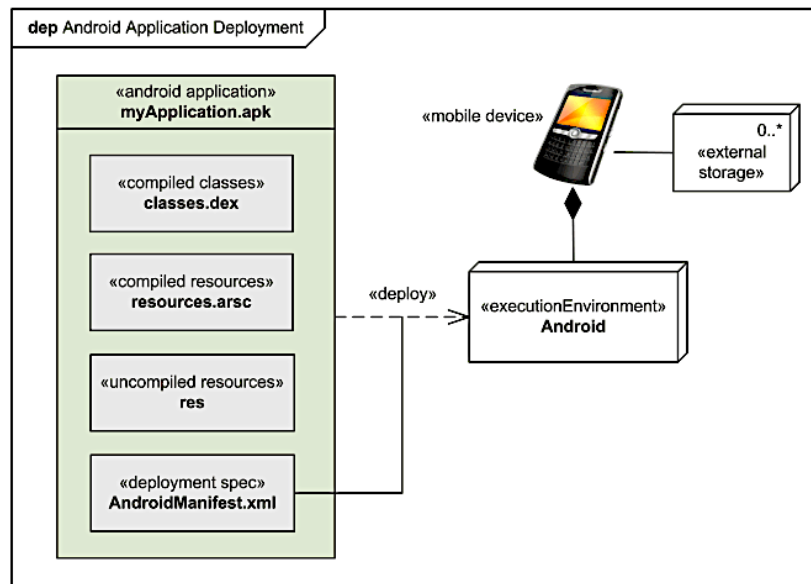 dep Android Application Deployment
«android application»
myApplication.apk
«compiled classes»
classes.dex
«compiled resources»
resources.arsc
«uncompiled resources»
res
«deployment spec»
AndroidManifest.xml
«deploy»
«mobile device»
0..*
«external
storage»
«executionEnvironment»
Android